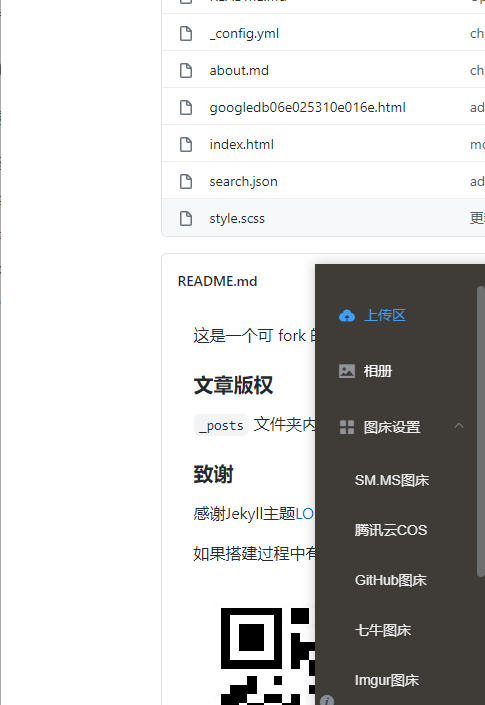 _config.yml
ch
about.md
ch
googledb06e025310e016e.html
ad
index.html
mo
search.json
ad
style.scss
更
README.md
这是一个可 fork 的
文章版权
_posts 文件夹内
致谢
感谢Jekyll主题LO
如果搭建过程中有
上传区
相册
图床设置
SM.MS图床
腾讯云COS
GitHub图床
七牛图床
Imgur图床